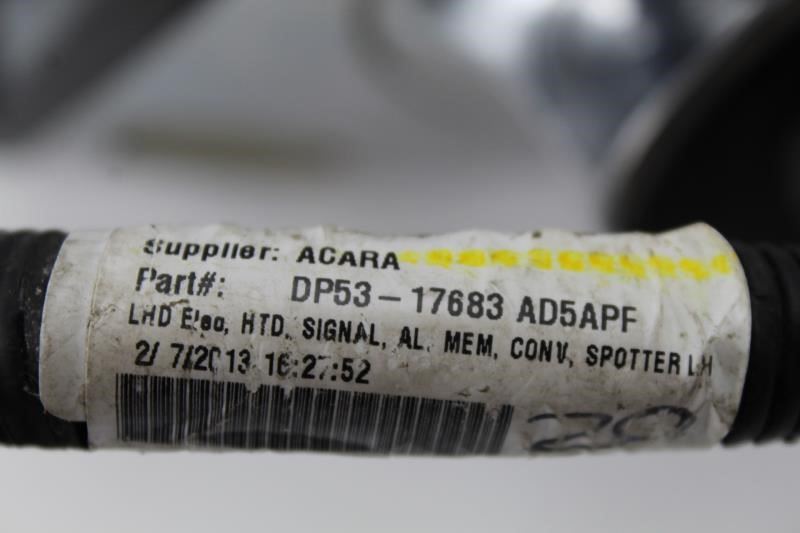 Supplier: ACARA
Part#: DP53-17683 AD5APF
LHD Elec, HTD, SIGNAL, AL, MEM, CONV, SPOTTER LH
2/ 7/2013 16:27:52